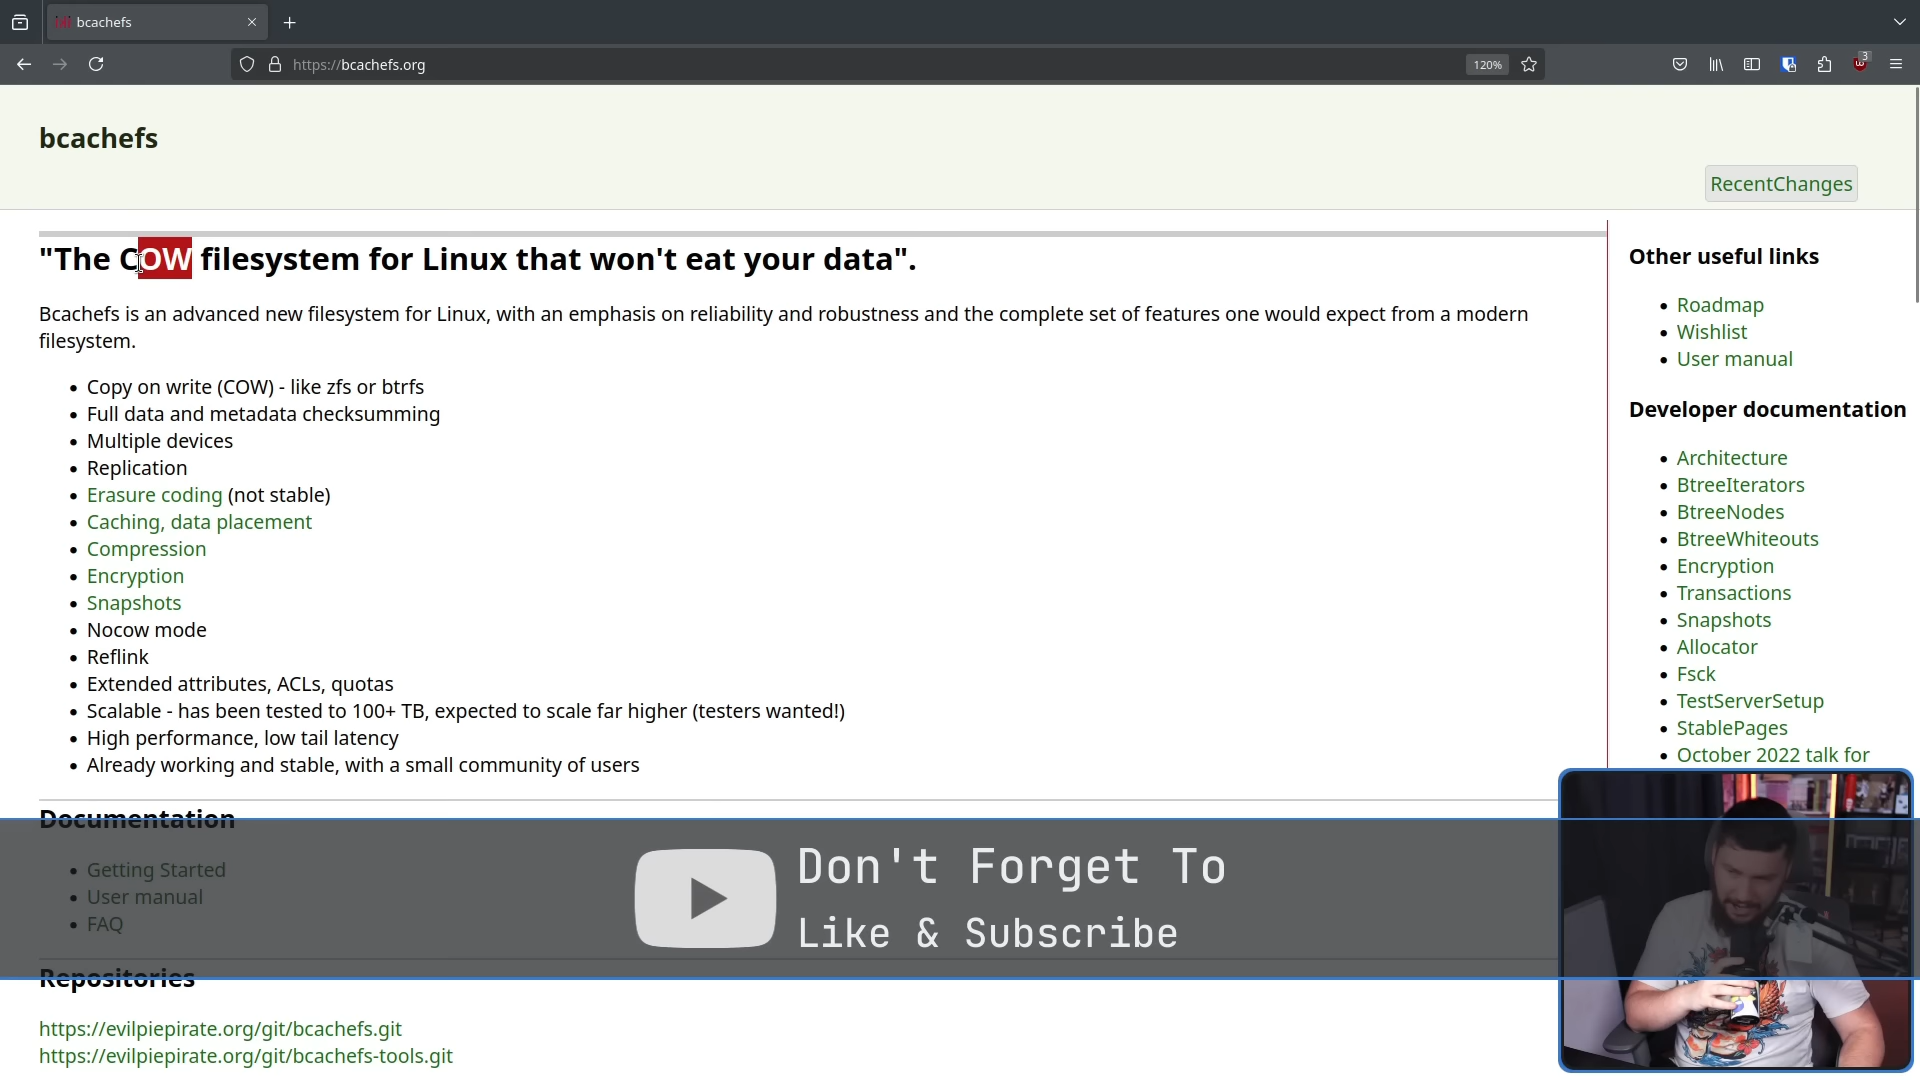 bcachefs
https://bcachefs.org
120%
3
bcachefs
RecentChanges
"The COW filesystem for Linux that won't eat your data".
Bcachefs is an advanced new filesystem for Linux, with an emphasis on reliability and robustness and the complete set of features one would expect from a modern
filesystem.
Copy on write (COW) - like zfs or btrfs
Full data and metadata checksumming
Multiple devices
Replication
Erasure coding (not stable)
Caching, data placement
Compression
Encryption
Snapshots
Nocow mode
Reflink
Extended attributes, ACLs, quotas
Scalable - has been tested to 100+ TB, expected to scale far higher (testers wanted!)
High performance, low tail latency
Already working and stable, with a small community of users
Documentation
Getting Started
User manual
FAQ
Repositories
https://evilpiepirate.org/git/bcachefs.git
https://evilpiepirate.org/git/bcachefs-tools.git
Other useful links
Roadmap
Wishlist
User manual
Developer documentation
Architecture
BtreeIterators
BtreeNodes
BtreeWhiteouts
Encryption
Transactions
Snapshots
Allocator
Fsck
TestServerSetup
StablePages
October 2022 talk for
Don't Forget To
Like & Subscribe